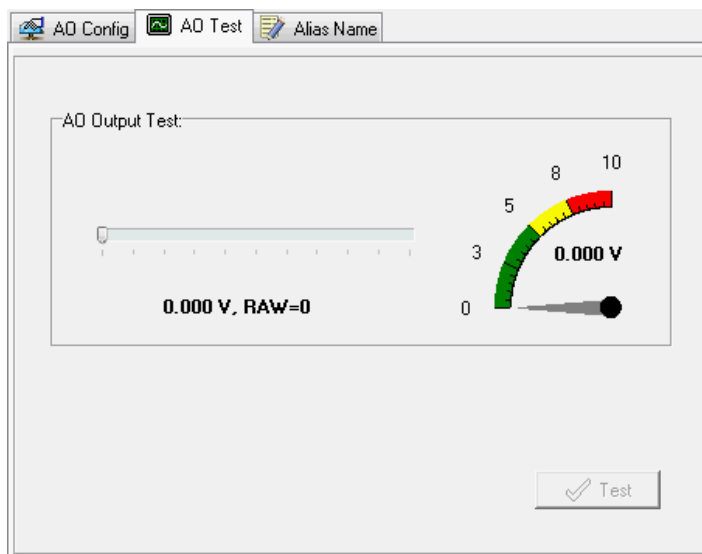 AO Config AO Test Alias Name
AO Output Test:
10
8
5
3
0.000 V
0
0.000 V, RAW=0
Test